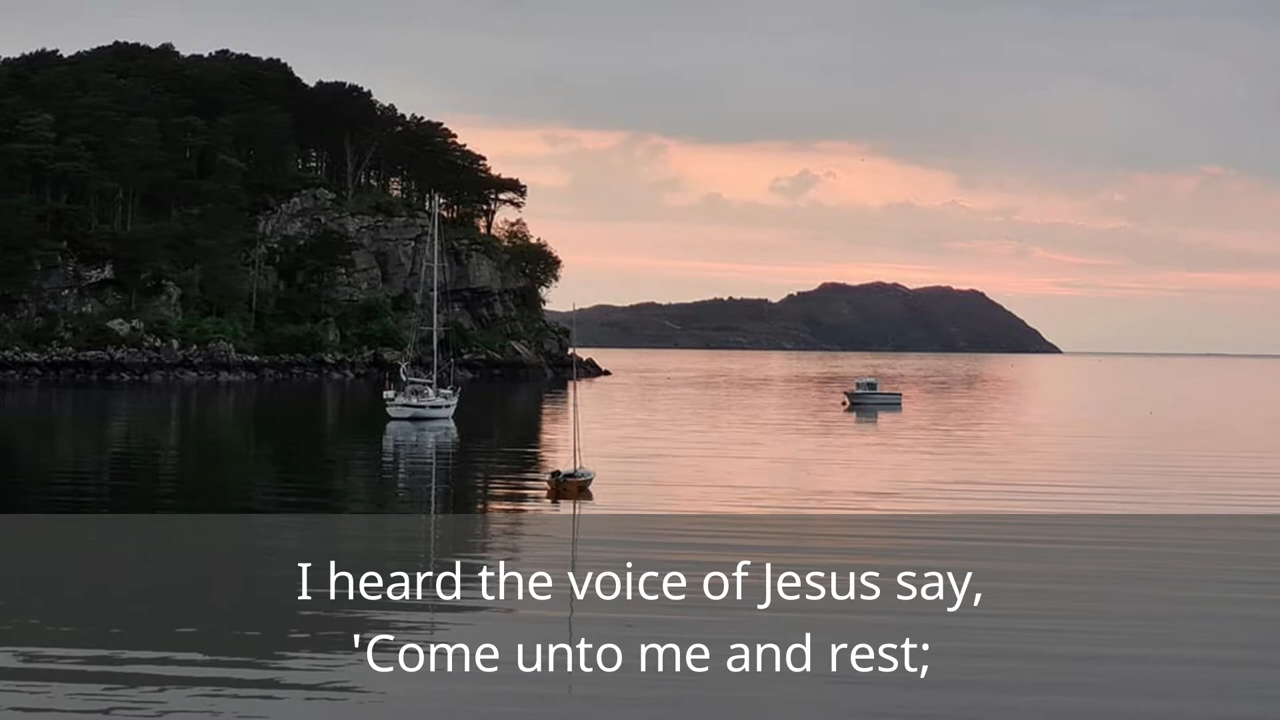 I heard the voice of Jesus say,
'Come unto me and rest;